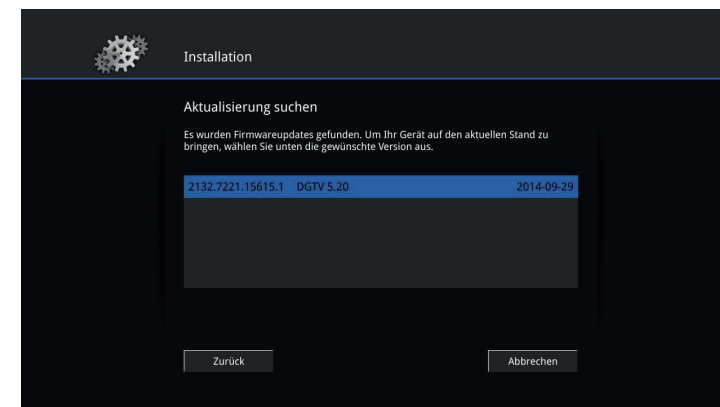 Installation
Aktualisierung suchen
Es wurden Firmwareupdates gefunden. Um Ihr Gerät auf den aktuellen Stand zu
bringen, wählen Sie unten die gewünschte Version aus.
2132.7221.15615.1 DGTV 5.20 2014-09-29
Zurück Abbrechen